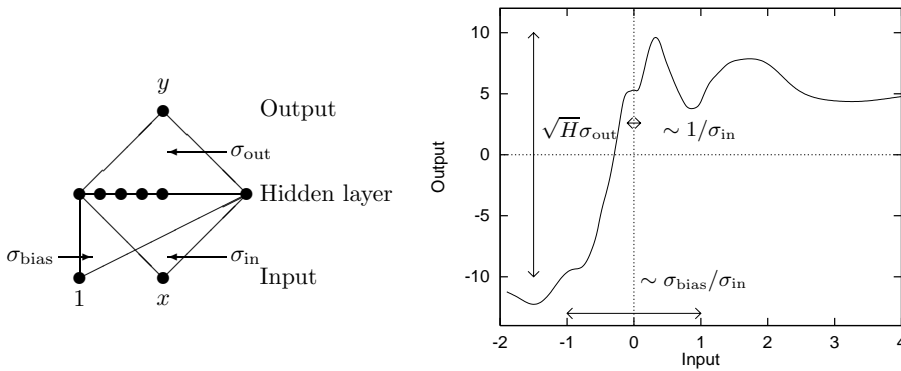 y
Output
σout
Hidden layer
σbias
σin
Input
1
x
10
5
0
-5
-10
Output
√Hσout
∼ 1/σin
∼ σbias/σin
-2
-1
0
1
2
3
4
Input